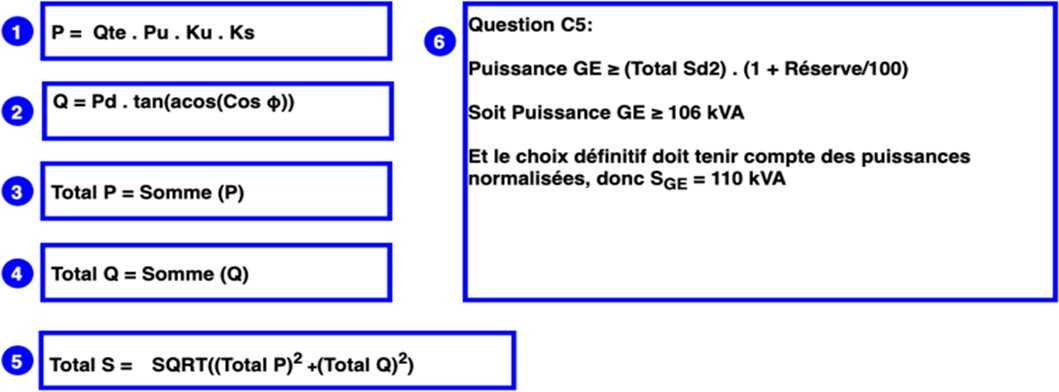 1 P = Qte . Pu . Ku . Ks
2 Q = Pd . tan(acos(Cos ϕ))
3 Total P = Somme (P)
4 Total Q = Somme (Q)
5 Total S = SQRT((Total P)² +(Total Q)²)
6 Question C5:
Puissance GE ≥ (Total Sd2) . (1 + Réserve/100)
Soit Puissance GE ≥ 106 kVA
Et le choix définitif doit tenir compte des puissances
normalisées, donc S_GE = 110 kVA